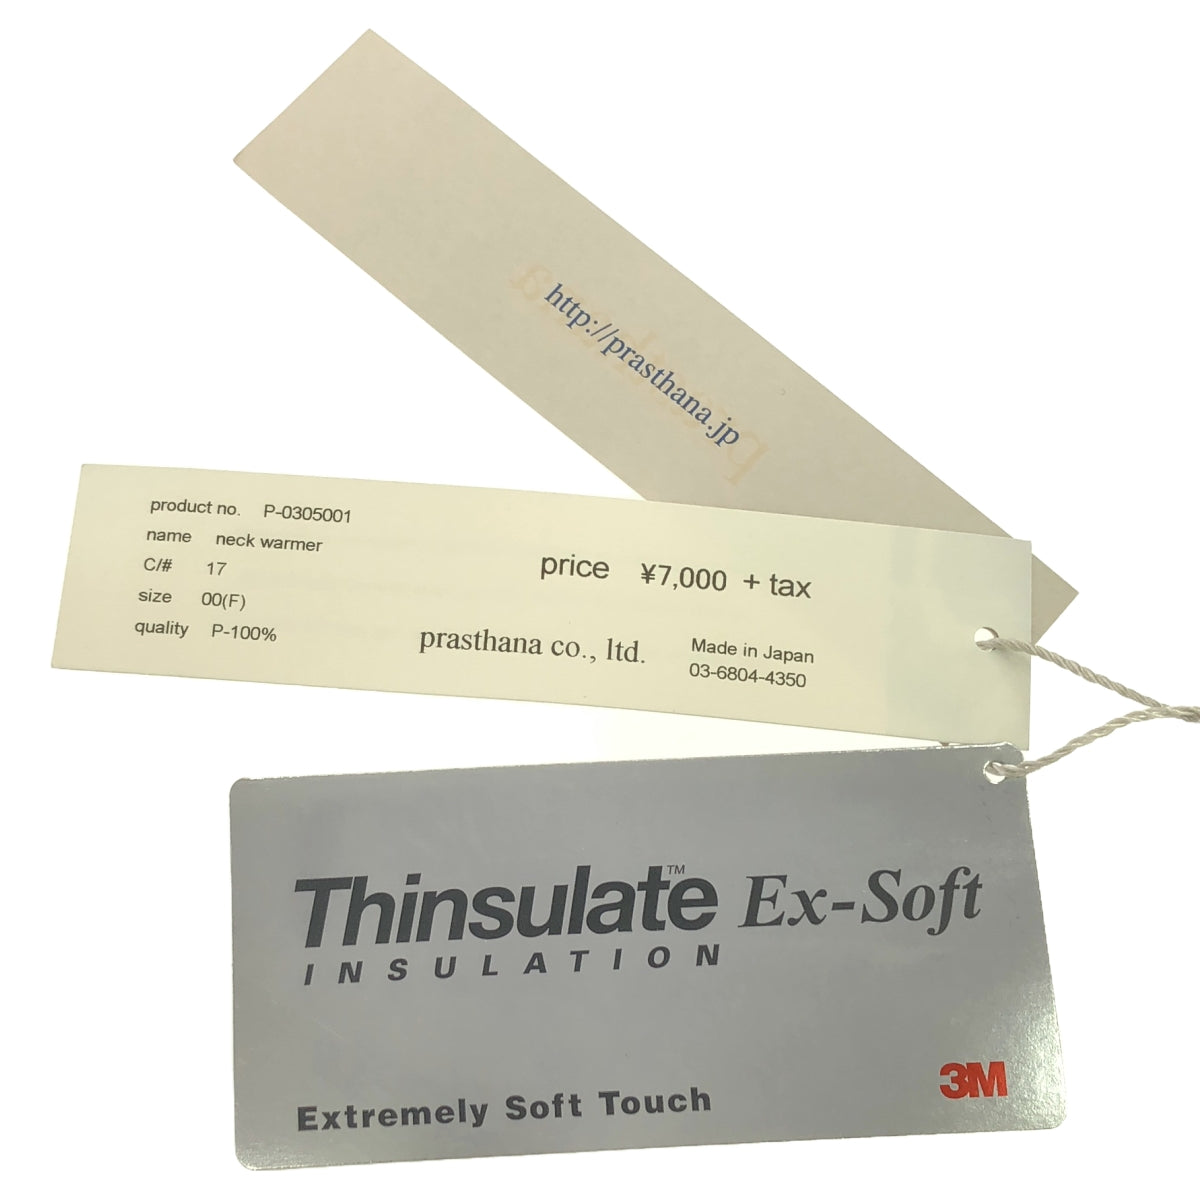 http://prasthana.jp
product no. P-0305001
name neck warmer
C/# 17
size 00(F)
quality P-100%
price ¥7,000 + tax
prasthana co., ltd.
Made in Japan
03-6804-4350
Thinsulate™ Ex-Soft
INSULATION
Extremely Soft Touch
3M